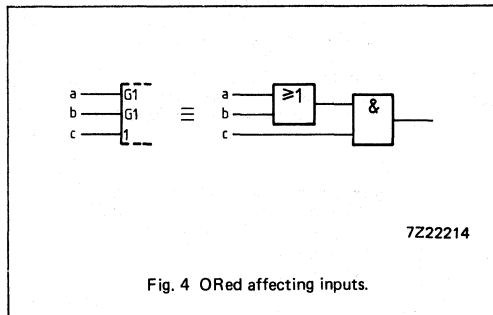 a G1 a ≥1
b G1 ≡ b &
c 1 c
7Z22214
Fig. 4 ORed affecting inputs.